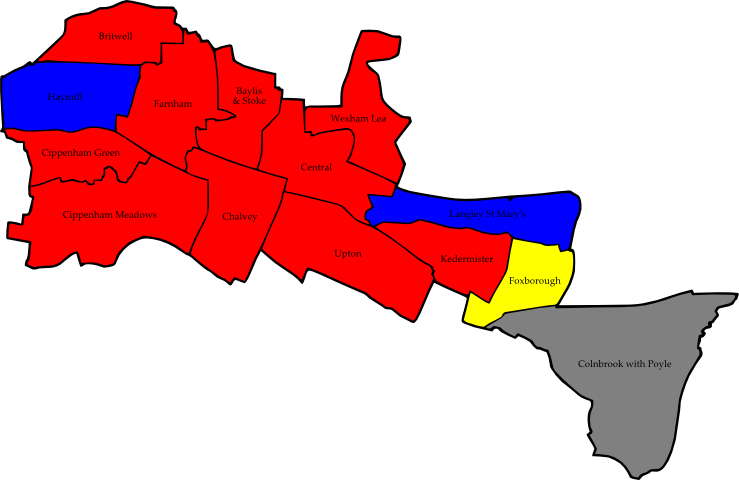 Britwell
Haymill
Farnham
Baylis
& Stoke
Wexham Lea
Cippenham Green
Central
Cippenham Meadows
Chalvey
Langley St Mary's
Upton
Kedermister
Foxborough
Colnbrook with Poyle